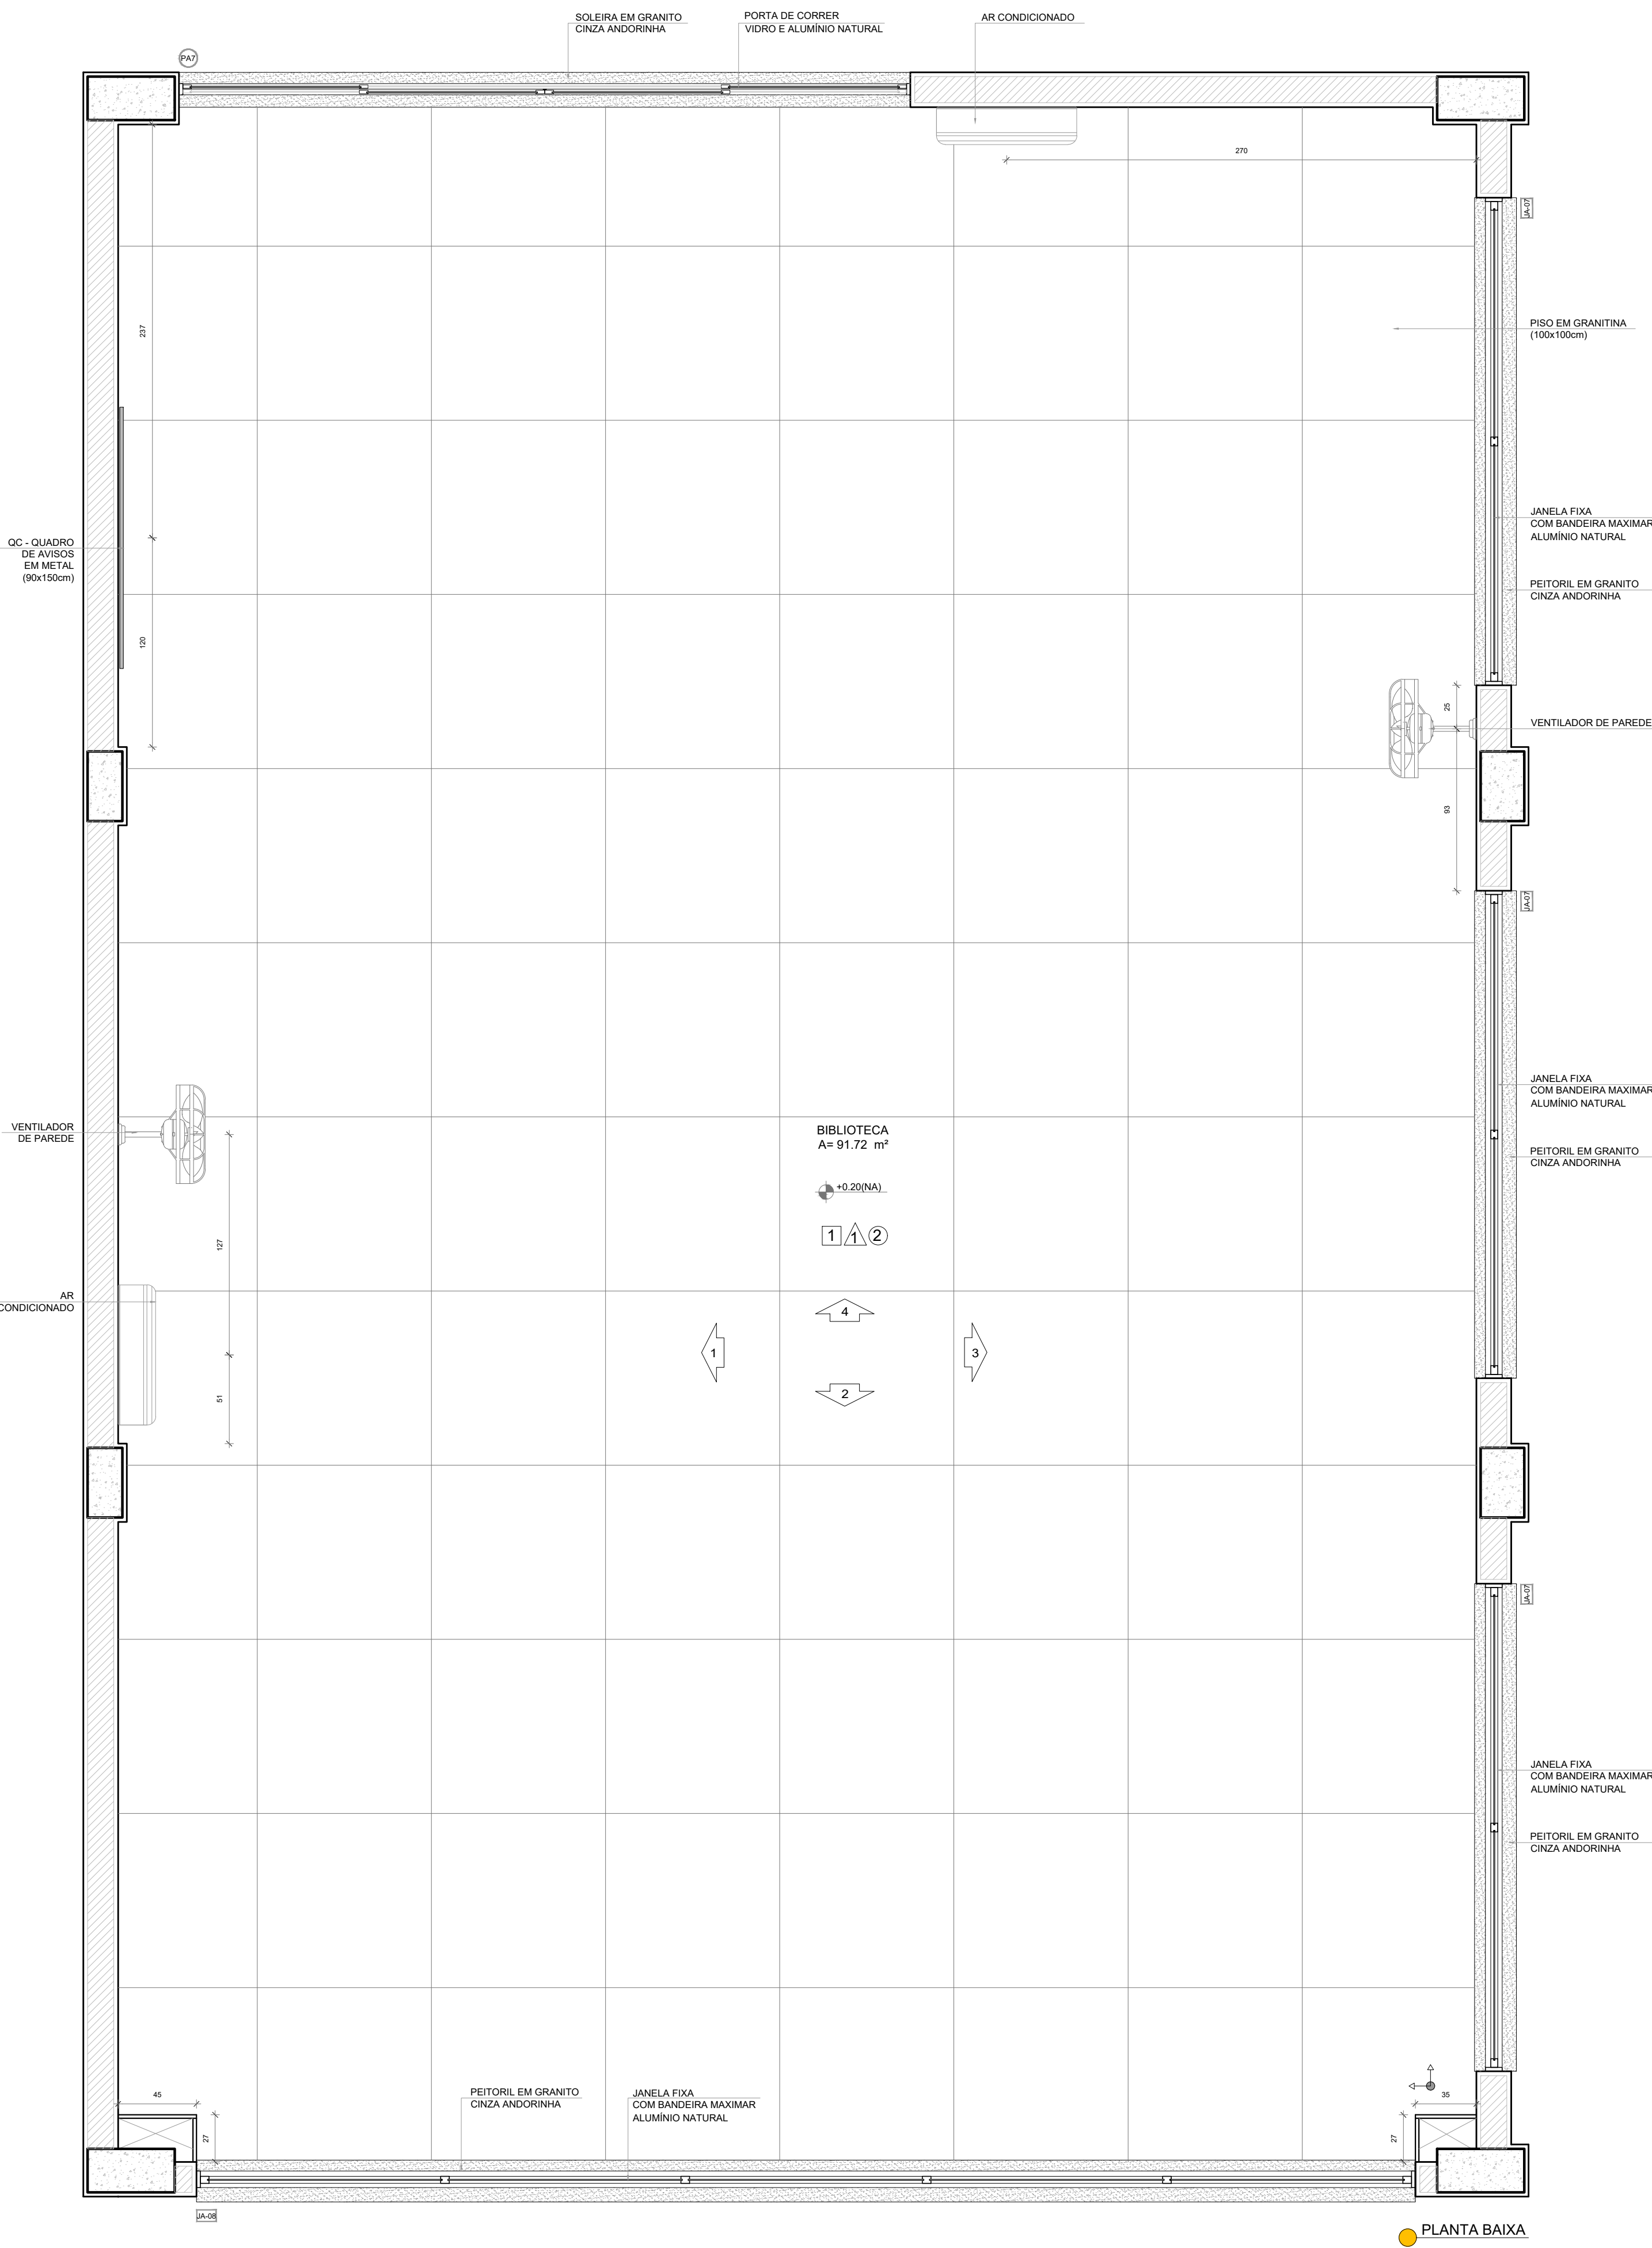 SOLEIRA EM GRANITO
CINZA ANDORINHA
PORTA DE CORRER
VIDRO E ALUMÍNIO NATURAL
AR CONDICIONADO
PA7
270
JA-07
237
PISO EM GRANITINA
(100x100cm)
JANELA FIXA
COM BANDEIRA MAXIMAR
ALUMÍNIO NATURAL
QC - QUADRO
DE AVISOS
EM METAL
(90x150cm)
PEITORIL EM GRANITO
CINZA ANDORINHA
120
25
VENTILADOR DE PAREDE
93
JA-07
JANELA FIXA
COM BANDEIRA MAXIMAR
ALUMÍNIO NATURAL
VENTILADOR
DE PAREDE
BIBLIOTECA
A= 91.72 m²
PEITORIL EM GRANITO
CINZA ANDORINHA
+0.20(NA)
1 1 2
127
AR
CONDICIONADO
4
1
3
2
51
JA-07
JANELA FIXA
COM BANDEIRA MAXIMAR
ALUMÍNIO NATURAL
PEITORIL EM GRANITO
CINZA ANDORINHA
45
PEITORIL EM GRANITO
CINZA ANDORINHA
JANELA FIXA
COM BANDEIRA MAXIMAR
ALUMÍNIO NATURAL
35
27
27
JA-08
PLANTA BAIXA